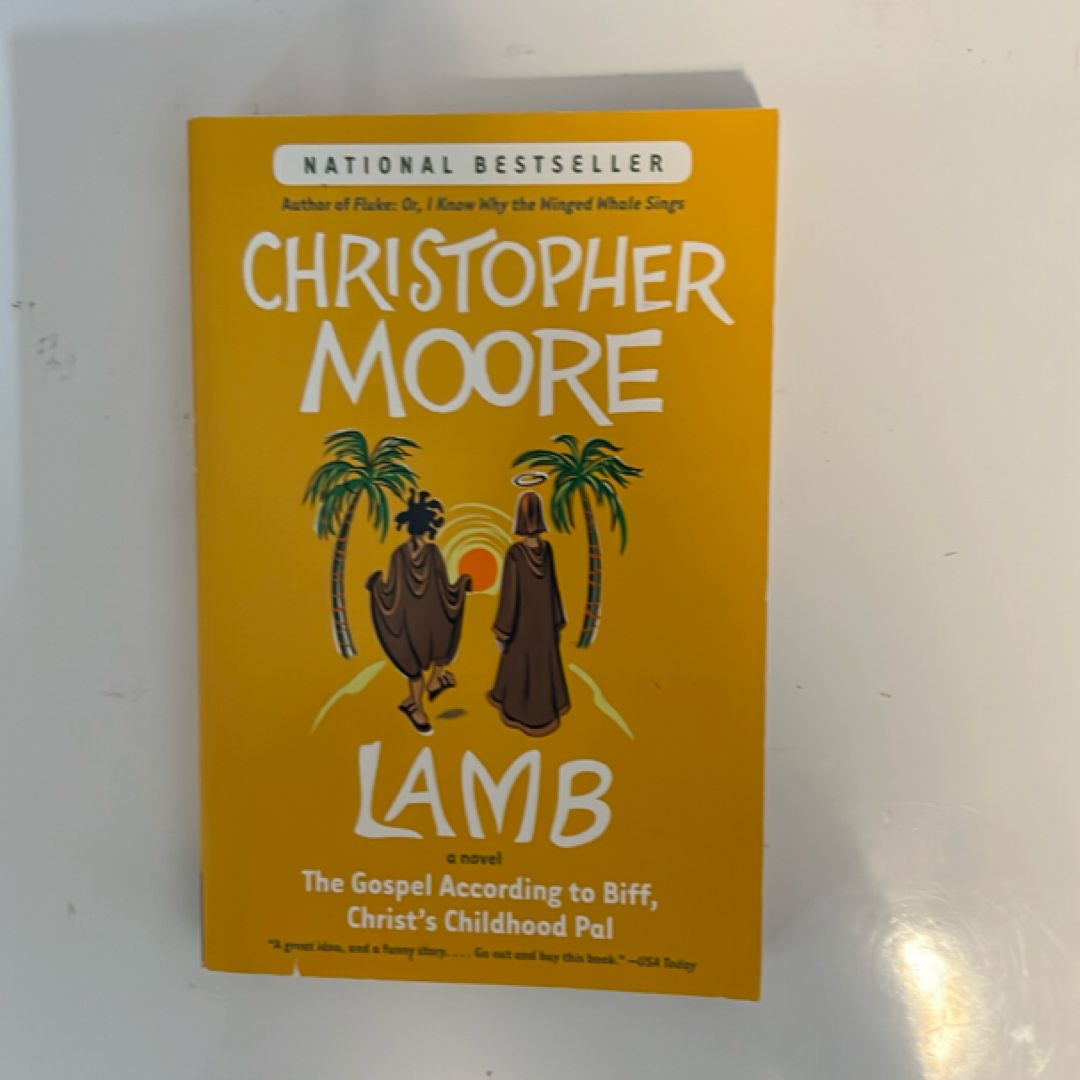 NATIONAL BESTSELLER
Author of Fluke: Or, I Know Why the Winged Whale Sings
CHRISTOPHER
MOORE
LAMB
a novel
The Gospel According to Biff,
Christ's Childhood Pal
"A great idea, and a funny story. . . . Go out and buy this book." —USA Today